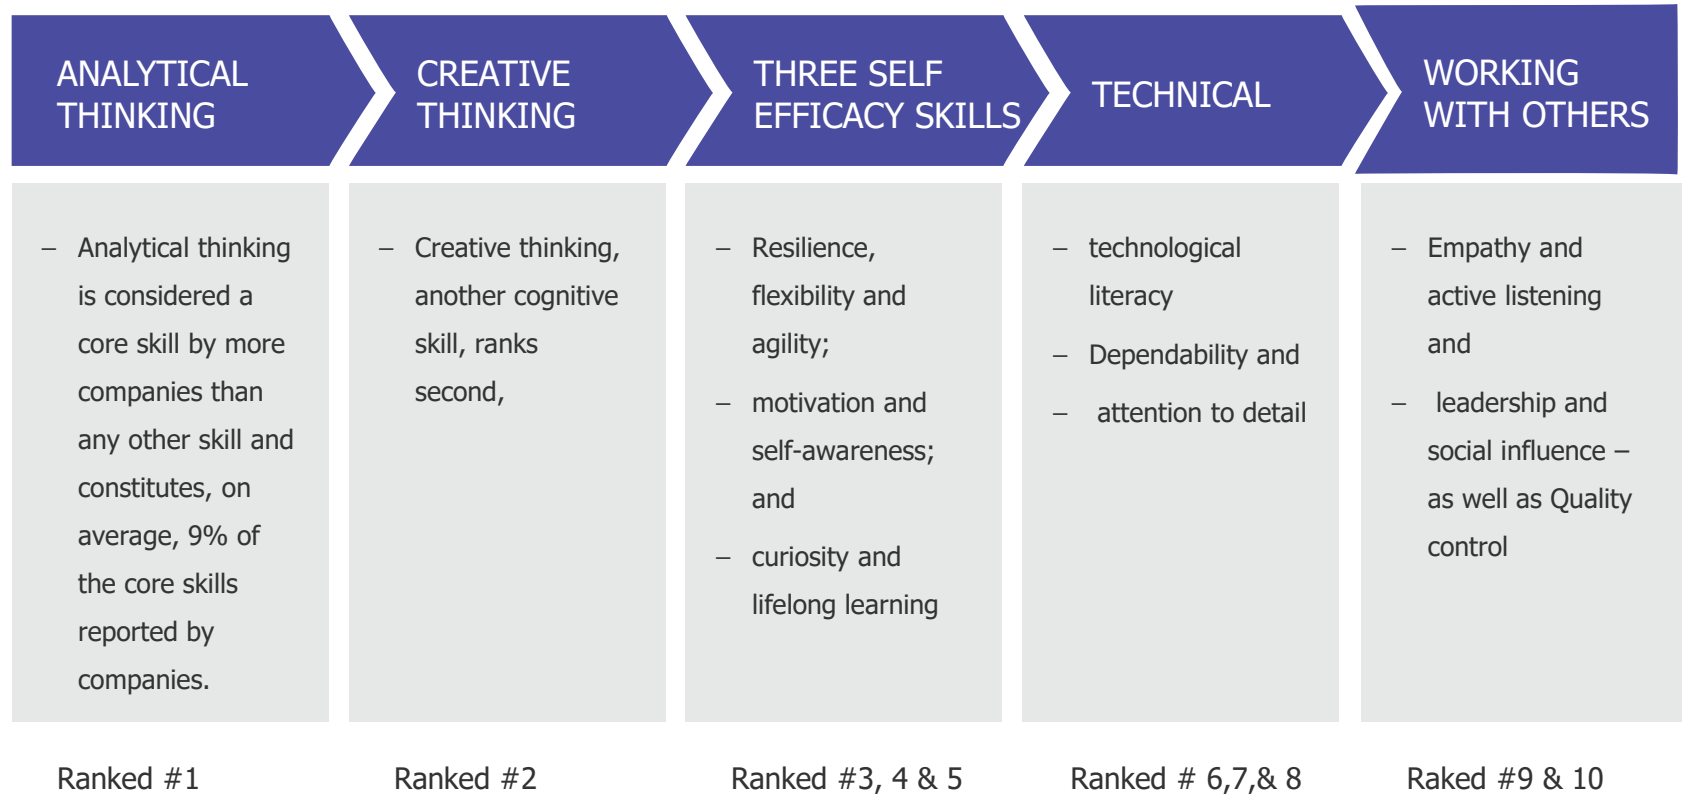 ANALYTICAL
THINKING
CREATIVE
THINKING
THREE SELF
EFFICACY SKILLS
TECHNICAL
WORKING
WITH OTHERS
– Analytical thinking
is considered a
core skill by more
companies than
any other skill and
constitutes, on
average, 9% of
the core skills
reported by
companies.
– Creative thinking,
another cognitive
skill, ranks
second,
– Resilience,
flexibility and
agility;
– motivation and
self-awareness;
and
– curiosity and
lifelong learning
– technological
literacy
– Dependability and
– attention to detail
– Empathy and
active listening
and
– leadership and
social influence –
as well as Quality
control
Ranked #1
Ranked #2
Ranked #3, 4 & 5
Ranked # 6,7,& 8
Raked #9 & 10